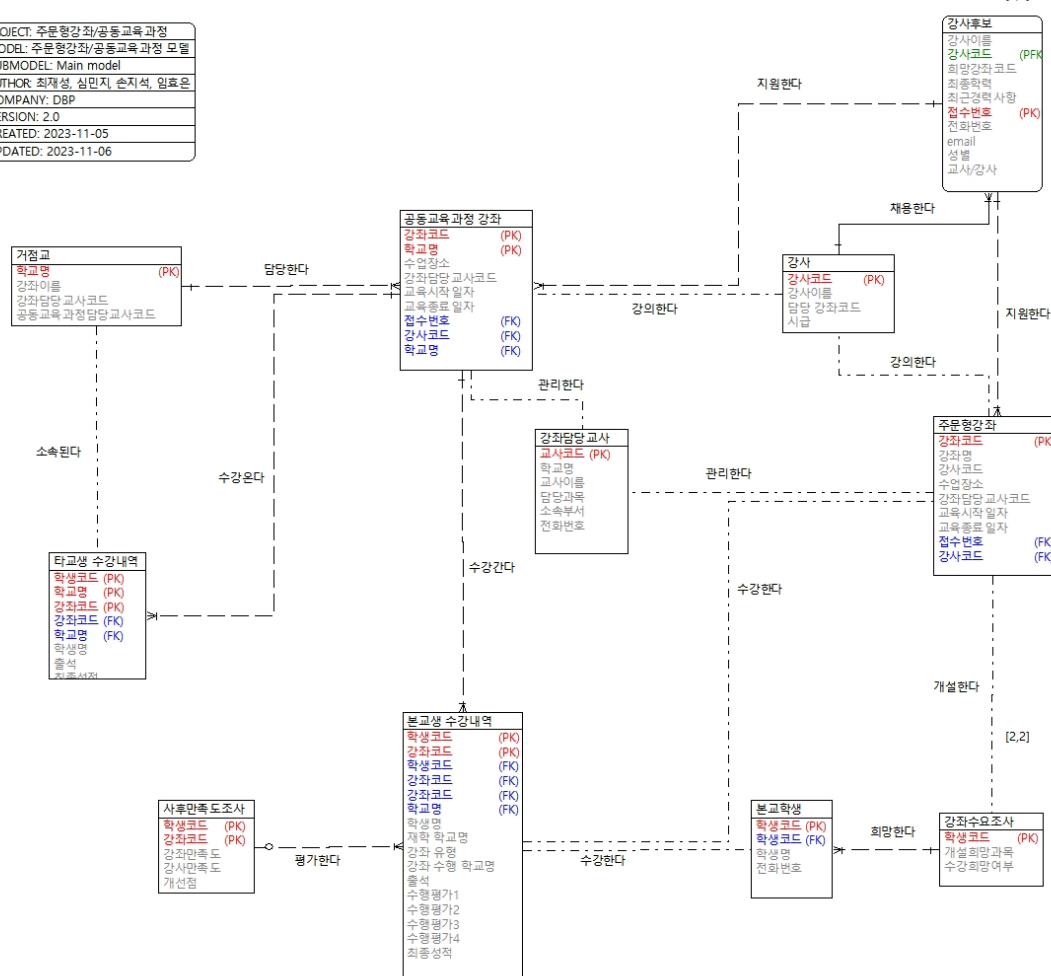 OJECT: 주문형강좌/공동교육과정
ODEL: 주문형강좌/공동교육과정 모델
UBMODEL: Main model
UTHOR: 최재성, 심민지, 손지석, 임효은
OMPANY: DBP
ERSION: 2.0
REATED: 2023-11-05
PDATED: 2023-11-06
강사후보
강사이름
강사코드 (PFK
희망강좌코드
최종학력
최근경력사항
접수번호 (PK)
전화번호
email
성별
교사/강사
지원한다
채용한다
공동교육과정 강좌
강좌코드 (PK)
학교명 (PK)
수업장소
강좌담당교사코드
교육시작일자
교육종료일자
접수번호 (FK)
강사코드 (FK)
학교명 (FK)
거점교
학교명 (PK)
강좌이름
강좌담당교사코드
공동교육과정담당교사코드
담당한다
강사
강사코드 (PK)
강사이름
담당 강좌코드
시급
강의한다
지원한다
강의한다
관리한다
강좌담당교사
교사코드 (PK)
학교명
교사이름
담당과목
소속부서
전화번호
주문형강좌
강좌코드 (PK
강좌명
강사코드
수업장소
강좌담당교사코드
교육시작일자
교육종료일자
접수번호 (FK
강사코드 (FK
소속된다
수강온다
관리한다
타교생 수강내역
학생코드 (PK)
학교명 (PK)
강좌코드 (PK)
강좌코드 (FK)
학교명 (FK)
학생명
출석
최종성적
수강간다
수강한다
개설한다
[2,2]
본교생 수강내역
학생코드 (PK)
강좌코드 (PK)
학생코드 (FK)
강좌코드 (FK)
강좌코드 (FK)
학교명 (FK)
학생명
재학 학교명
강좌 유형
강좌 수행 학교명
출석
수행평가1
수행평가2
수행평가3
수행평가4
최종성적
사후만족도조사
학생코드 (PK)
강좌코드 (PK)
강좌만족도
강사만족도
개선점
평가한다
수강한다
본교학생
학생코드 (PK)
학생코드 (FK)
학생명
전화번호
희망한다
강좌수요조사
학생코드 (PK)
개설희망과목
수강희망여부